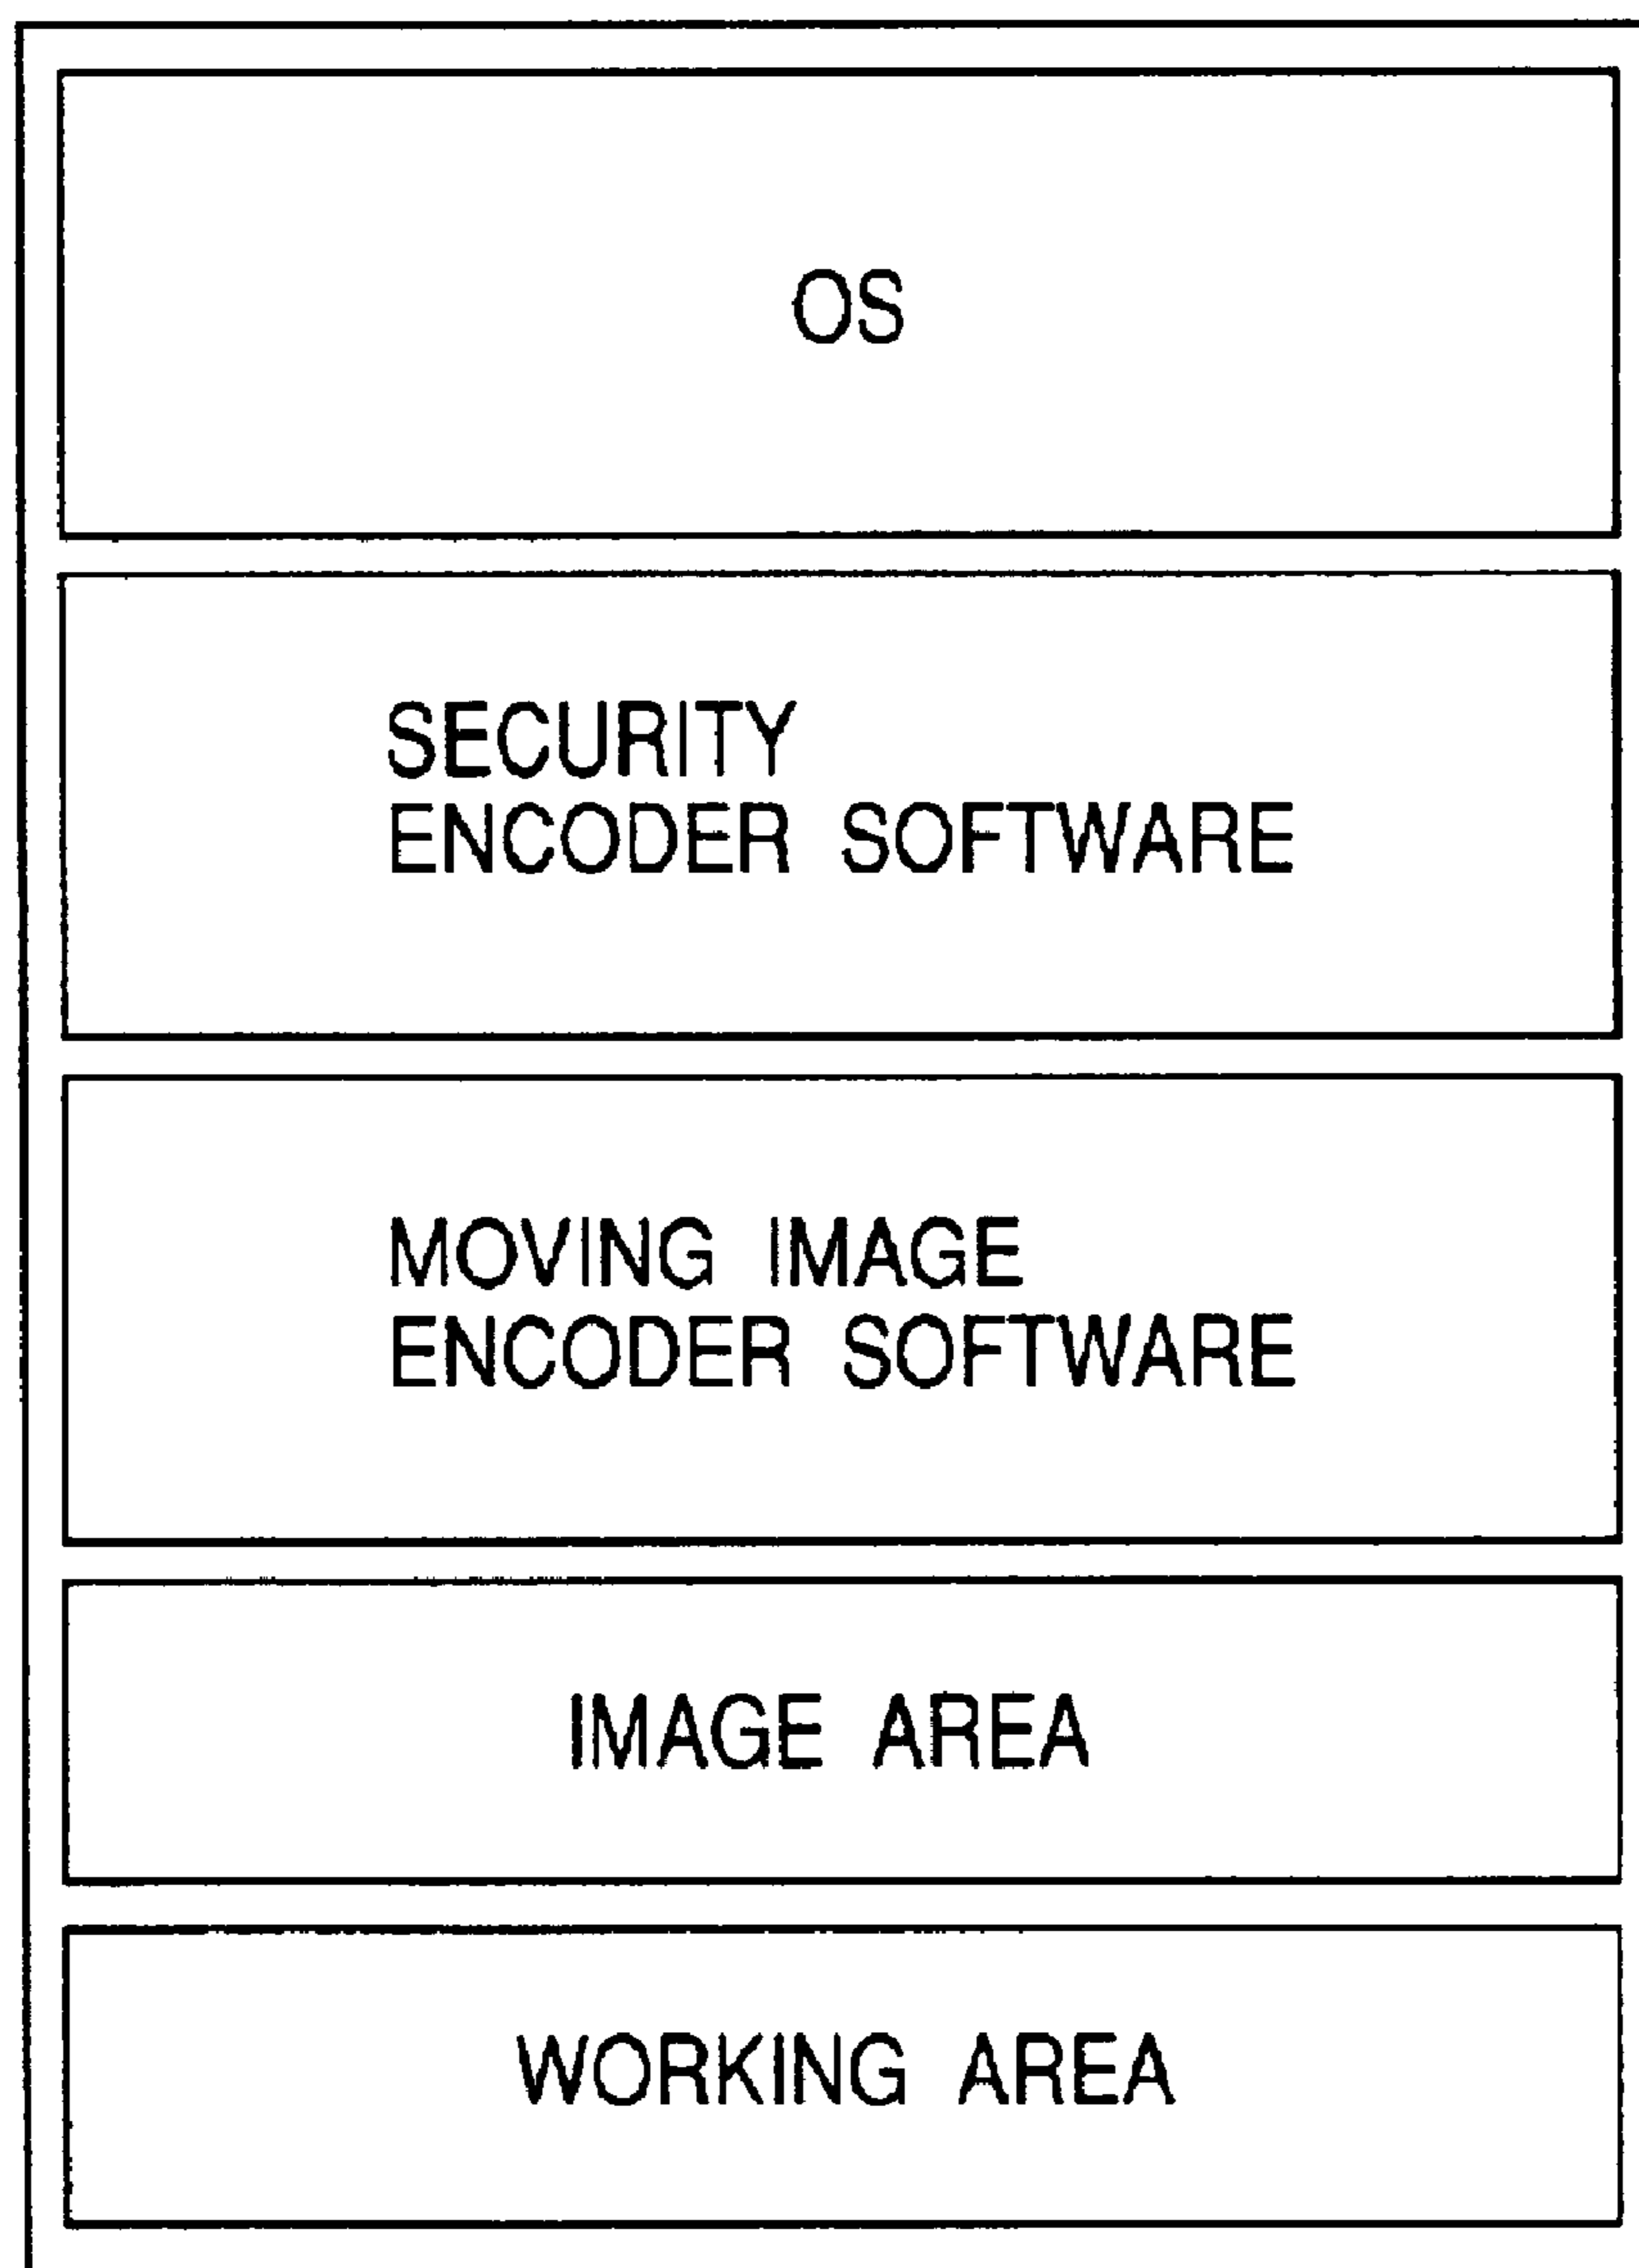 OS
SECURITY
ENCODER SOFTWARE
MOVING IMAGE
ENCODER SOFTWARE
IMAGE AREA
WORKING AREA